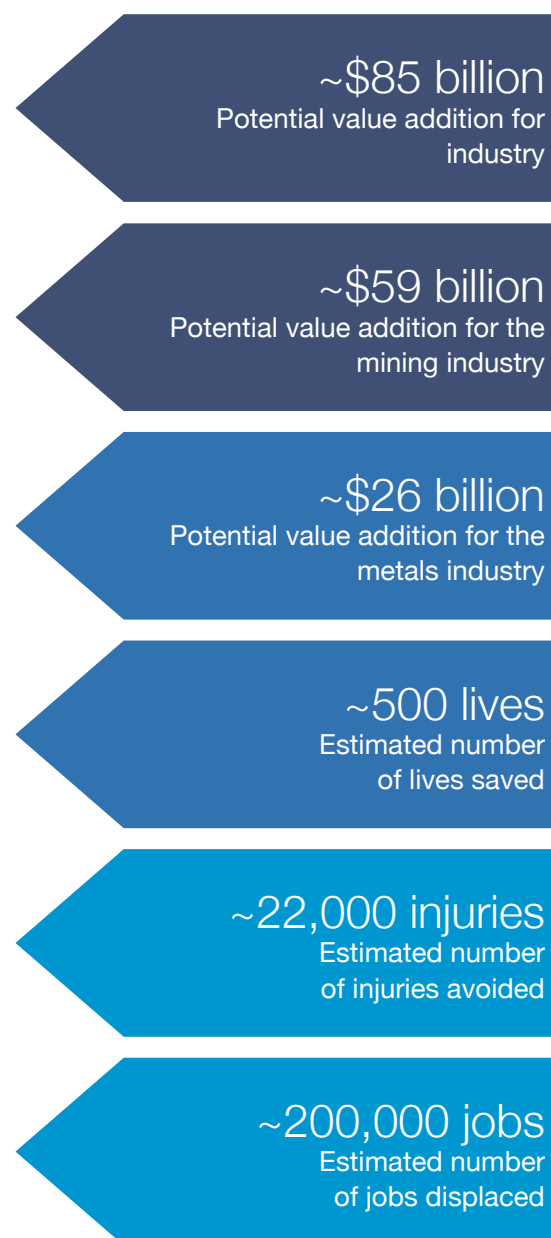 ~$85 billion
Potential value addition for
industry
~$59 billion
Potential value addition for the
mining industry
~$26 billion
Potential value addition for the
metals industry
~500 lives
Estimated number
of lives saved
~22,000 injuries
Estimated number
of injuries avoided
~200,000 jobs
Estimated number
of jobs displaced